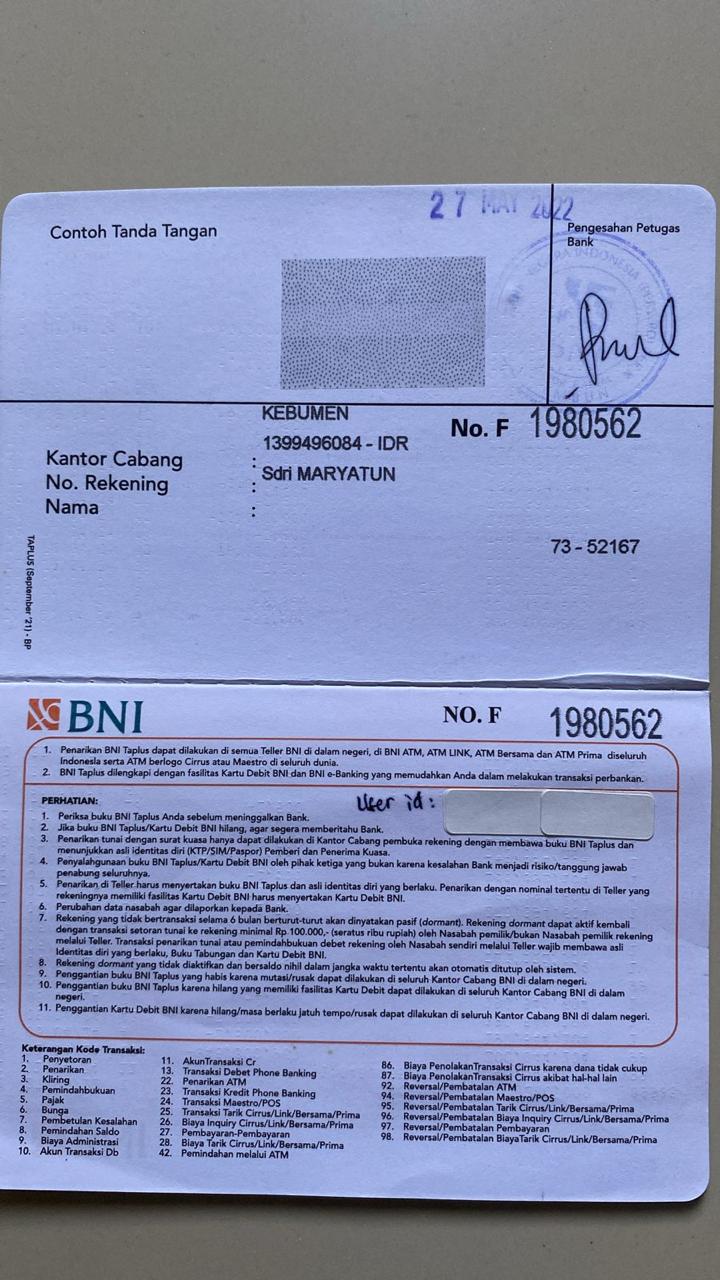 27 MAY 2022
Contoh Tanda Tangan
Pengesahan Petugas
Bank
KEBUMEN
No. F 1980562
1399496084 - IDR
Kantor Cabang :
Sdri MARYATUN
No. Rekening :
Nama :
73 - 52167
TAPLUS (September '21) - BP
BNI
NO. F 1980562
1. Penarikan BNI Taplus dapat dilakukan di semua Teller BNI di dalam negeri, di BNI ATM, ATM LINK, ATM Bersama dan ATM Prima diseluruh
Indonesla serta ATM berlogo Cirrus atau Maestro di seluruh dunia.
2. BNI Taplus dilengkapi dengan fasilitas Kartu Debit BNI dan BNI e-Banking yang memudahkan Anda dalam melakukan transaksi perbankan.
PERHATIAN:
User id :
1. Periksa buku BNI Taplus Anda sebelum meninggalkan Bank.
2. Jika buku BNI Taplus/Kartu Debit BNI hilang, agar segera memberitahu Bank.
3. Penarikan tunai dengan surat kuasa hanya dapat dilakukan di Kantor Cabang pembuka rekening dengan membawa buku BNI Taplus dan
menunjukkan asli identitas diri (KTP/SIM/Paspor) Pemberi dan Penerima Kuasa.
4. Penyalahgunaan buku BNI Taplus/Kartu Debit BNI oleh pihak ketiga yang bukan karena kesalahan Bank menjadi risiko/tanggung jawab
penabung seluruhnya.
5. Penarikan di Teller harus menyertakan buku BNI Taplus dan asli identitas diri yang berlaku. Penarikan dengan nominal tertentu di Teller yang
rekeningnya memiliki fasilitas Kartu Debit BNI harus menyertakan Kartu Debit BNI.
6. Perubahan data nasabah agar dilaporkan kepada Bank.
7. Rekening yang tidak bertransaksi selama 6 bulan berturut-turut akan dinyatakan pasif (dormant). Rekening dormant dapat aktif kembali
dengan transaksi setoran tunai ke rekening minimal Rp 100.000,- (seratus ribu rupiah) oleh Nasabah pemilik/bukan Nasabah pemilik rekening
melalui Teller. Transaksi penarikan tunai atau pemindahbukuan debet rekening oleh Nasabah sendiri melalui Teller wajib membawa asli
Identitas diri yang berlaku, Buku Tabungan dan Kartu Debit BNI.
8. Rekening dormant yang tidak diaktifkan dan bersaldo nihil dalam jangka waktu tertentu akan otomatis ditutup oleh sistem.
9. Penggantian buku BNI Taplus yang habis karena mutasi/rusak dapat dilakukan di seluruh Kantor Cabang BNI di dalam negeri.
10. Penggantian buku BNI Taplus karena hilang yang memiliki fasilitas Kartu Debit dapat dilakukan di seluruh Kantor Cabang BNI di dalam
negeri.
11. Penggantian Kartu Debit BNI karena hilang/masa berlaku jatuh tempo/rusak dapat dilakukan di seluruh Kantor Cabang BNI di dalam negeri.
Keterangan Kode Transaksi:
1. Penyetoran
2. Penarikan
3. Kliring
4. Pemindahbukuan
5. Pajak
6. Bunga
7. Pembetulan Kesalahan
8. Pemindahan Saldo
9. Biaya Administrasi
10. Akun Transaksi Db
11. AkunTransaksi Cr
13. Transaksi Debet Phone Banking
22. Penarikan ATM
23. Transaksi Kredit Phone Banking
24. Transaksi Maestro/POS
25. Transaksi Tarik Cirrus/Link/Bersama/Prima
26. Biaya Inquiry Cirrus/Link/Bersama/Prima
27. Pembayaran-Pembayaran
28. Biaya Tarik Cirrus/Link/Bersama/Prima
42. Pemindahan melalui ATM
86. Biaya PenolakanTransaksi Cirrus karena dana tidak cukup
87. Biaya PenolakanTransaksi Cirrus akibat hal-hal lain
92. Reversal/Pembatalan ATM
94. Reversal/Pembatalan Maestro/POS
95. Reversal/Pembatalan Tarik Cirrus/Link/Bersama/Prima
96. Reversal/Pembatalan Biaya Inquiry Cirrus/Link/Bersama/Prima
97. Reversal/Pembatalan Pembayaran
98. Reversal/Pembatalan BiayaTarik Cirrus/Link/Bersama/Prima